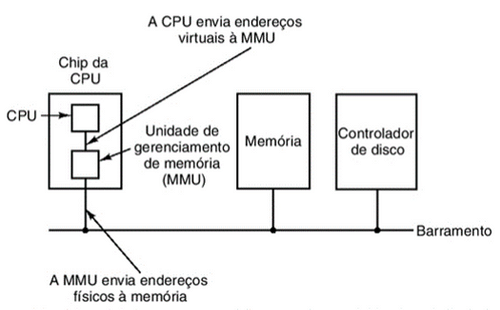 A CPU envia endereços
virtuais à MMU
Chip da
CPU
CPU
Unidade de
gerenciamento
de memória
(MMU)
Memória
Controlador
de disco
Barramento
A MMU envia endereços
físicos à memória